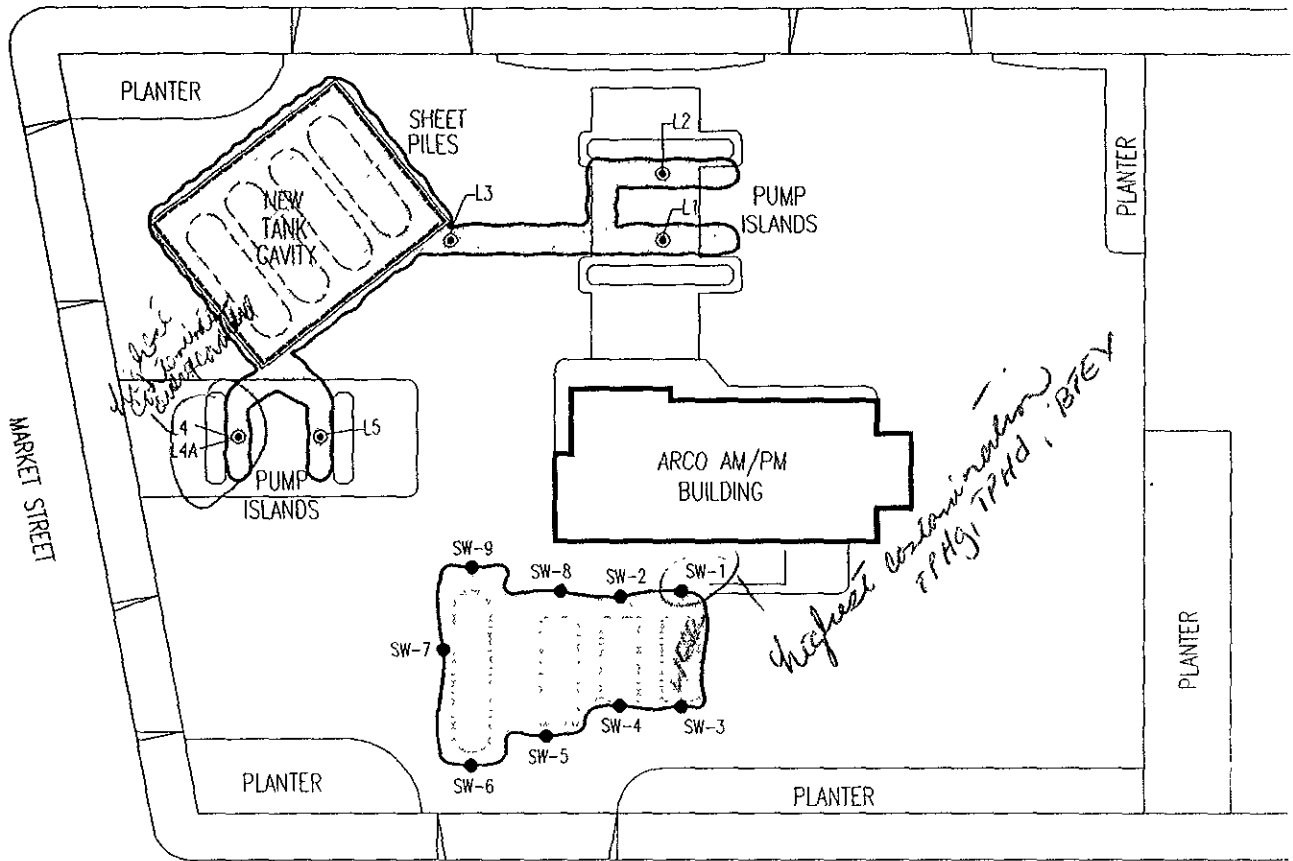 PLANTER
SHEET
PILES
L2
PLANTER
NEW
TANK
CAVITY
L3
PUMP
ISLANDS
L1
highest
contamination
L4
L4A
L5
PUMP
ISLANDS
MARKET STREET
ARCO AM/PM
BUILDING
highest contamination
TPHg, TPHd, BTEX
SW-9
SW-8
SW-2
SW-1
SW-7
SW-4
SW-3
SW-5
SW-6
PLANTER
PLANTER
PLANTER